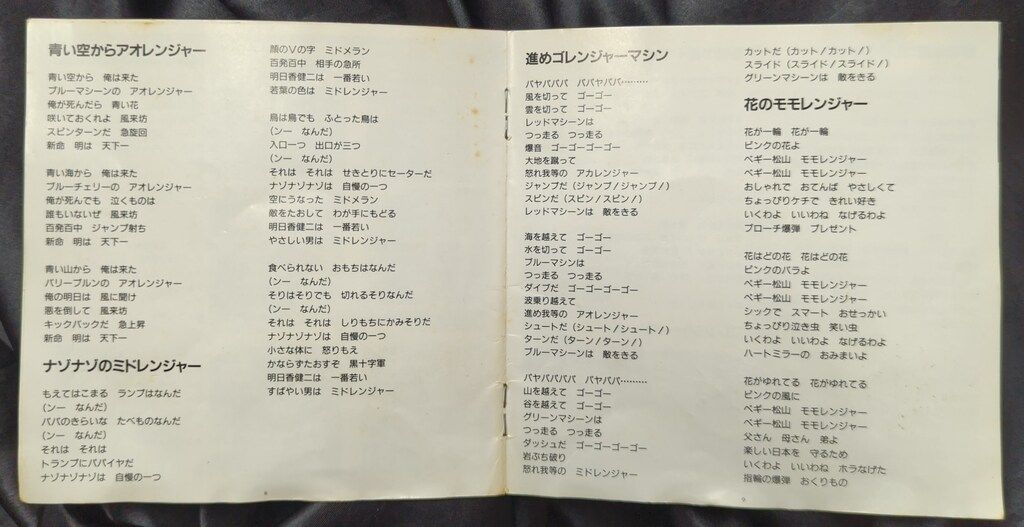 青い空からアオレンジャー
青い空から　俺は来た
ブルーマシーンの　アオレンジャー
俺が死んだら　青い花
咲いておくれよ　風来坊
スピンターンだ　急旋回
新命　明は　天下一
青い海から　俺は来た
ブルーチェリーの　アオレンジャー
俺が死んでも　泣くものは
誰もいないぜ　風来坊
百発百中　ジャンプ射ち
新命　明は　天下一
青い山から　俺は来た
バリーブルンの　アオレンジャー
俺の明日は　風に聞け
悪を倒して　風来坊
キックバックだ　急上昇
新命　明は　天下一
ナゾナゾのミドレンジャー
もえてはこまる　ランプはなんだ
（ンー　なんだ）
パパのきらいな　たべものなんだ
（ンー　なんだ）
それは　それは
トランプにパパイヤだ
ナゾナゾナゾは　自慢の一つ
顔のVの字　ミドメラン
百発百中　相手の急所
明日香健二は　一番若い
若葉の色は　ミドレンジャー
鳥は鳥でも　ふとった鳥は
（ンー　なんだ）
入口一つ　出口が三つ
（ンー　なんだ）
それは　それは　せきとりにセーターだ
ナゾナゾナゾは　自慢の一つ
空にうなった　ミドメラン
敵をたおして　わが手にもどる
明日香健二は　一番若い
やさしい男は　ミドレンジャー
食べられない　おもちはなんだ
（ンー　なんだ）
そりはそりでも　切れるそりなんだ
（ンー　なんだ）
それは　それは　しりもちにかみそりだ
ナゾナゾナゾは　自慢の一つ
小さな体に　怒りもえ
かならずたおすぞ　黒十字軍
明日香健二は　一番若い
すばやい男は　ミドレンジャー
8
進めゴレンジャーマシン
バヤバババ　ババヤババ………
風を切って　ゴーゴー
雲を切って　ゴーゴー
レッドマシーンは
つっ走る　つっ走る
爆音　ゴーゴーゴーゴー
大地を蹴って
怒れ我等の　アカレンジャー
ジャンプだ（ジャンプ！ジャンプ！）
スピンだ（スピン！スピン！）
レッドマシーンは　敵をきる
海を越えて　ゴーゴー
水を切って　ゴーゴー
ブルーマシーンは
つっ走る　つっ走る
ダイブだ　ゴーゴーゴーゴー
波乗り越えて
進め我等の　アオレンジャー
シュートだ（シュート！シュート！）
ターンだ（ターン！ターン！）
ブルーマシーンは　敵をきる
バヤバババババ　バヤババ………
山を越えて　ゴーゴー
谷を越えて　ゴーゴー
グリーンマシーンは
つっ走る　つっ走る
ダッシュだ　ゴーゴーゴーゴー
岩ぶち破り
怒れ我等の　ミドレンジャー
カットだ（カット！カット！）
スライド（スライド！スライド！）
グリーンマシーンは　敵をきる
花のモモレンジャー
花が一輪　花が一輪
ピンクの花よ
ペギー松山　モモレンジャー
ペギー松山　モモレンジャー
おしゃれで　おてんば　やさしくて
ちょっぴりケチで　きれい好き
いくわよ　いいわね　なげるわよ
ブローチ爆弾　プレゼント
花はどの花　花はどの花
ピンクのバラよ
ペギー松山　モモレンジャー
ペギー松山　モモレンジャー
シックで　スマート　おせっかい
ちょっぴり泣き虫　笑い虫
いくわよ　いいわね　なげるわよ
ハートミラーの　おみまいよ
花がゆれてる　花がゆれてる
ピンクの風に
ペギー松山　モモレンジャー
ペギー松山　モモレンジャー
父さん　母さん　弟よ
楽しい日本を　守るため
いくわよ　いいわね　ホラなげた
指輪の爆弾　おくりもの
9